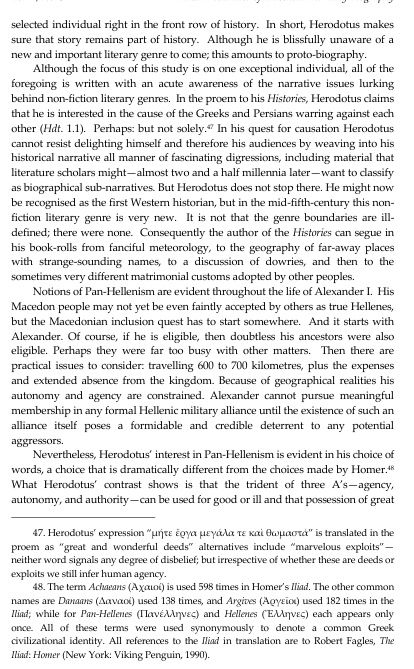 selected individual right in the front row of history. In short, Herodotus makes
sure that story remains part of history. Although he is blissfully unaware of a
new and important literary genre to come; this amounts to proto-biography.
Although the focus of this study is on one exceptional individual, all of the
foregoing is written with an acute awareness of the narrative issues lurking
behind non-fiction literary genres. In the proem to his Histories, Herodotus claims
that he is interested in the cause of the Greeks and Persians warring against each
other (Hdt. 1.1). Perhaps: but not solely.47 In his quest for causation Herodotus
cannot resist delighting himself and therefore his audiences by weaving into his
historical narrative all manner of fascinating digressions, including material that
literature scholars might—almost two and a half millennia later—want to classify
as biographical sub-narratives. But Herodotus does not stop there. He might now
be recognised as the first Western historian, but in the mid-fifth-century this non-
fiction literary genre is very new. It is not that the genre boundaries are ill-
defined; there were none. Consequently the author of the Histories can segue in
his book-rolls from fanciful meteorology, to the geography of far-away places
with strange-sounding names, to a discussion of dowries, and then to the
sometimes very different matrimonial customs adopted by other peoples.
Notions of Pan-Hellenism are evident throughout the life of Alexander I. His
Macedon people may not yet be even faintly accepted by others as true Hellenes,
but the Macedonian inclusion quest has to start somewhere. And it starts with
Alexander. Of course, if he is eligible, then doubtless his ancestors were also
eligible. Perhaps they were far too busy with other matters. Then there are
practical issues to consider: travelling 600 to 700 kilometres, plus the expenses
and extended absence from the kingdom. Because of geographical realities his
autonomy and agency are constrained. Alexander cannot pursue meaningful
membership in any formal Hellenic military alliance until the existence of such an
alliance itself poses a formidable and credible deterrent to any potential
aggressors.
Nevertheless, Herodotus' interest in Pan-Hellenism is evident in his choice of
words, a choice that is dramatically different from the choices made by Homer.48
What Herodotus' contrast shows is that the trident of three A's—agency,
autonomy, and authority—can be used for good or ill and that possession of great
47. Herodotus' expression "μήτε ἔργα μεγάλα τε καὶ θωμαστά" is translated in the
proem as "great and wonderful deeds" alternatives include "marvelous exploits"—
neither word signals any degree of disbelief; but irrespective of whether these are deeds or
exploits we still infer human agency.
48. The term Achaeans (Ἀχαιοί) is used 598 times in Homer's Iliad. The other common
names are Danaans (Δαναοί) used 138 times, and Argives (Ἀργεῖοι) used 182 times in the
Iliad; while for Pan-Hellenes (Πανέλληνες) and Hellenes (Ἕλληνες) each appears only
once. All of these terms were used synonymously to denote a common Greek
civilizational identity. All references to the Iliad in translation are to Robert Fagles, The
Iliad: Homer (New York: Viking Penguin, 1990).